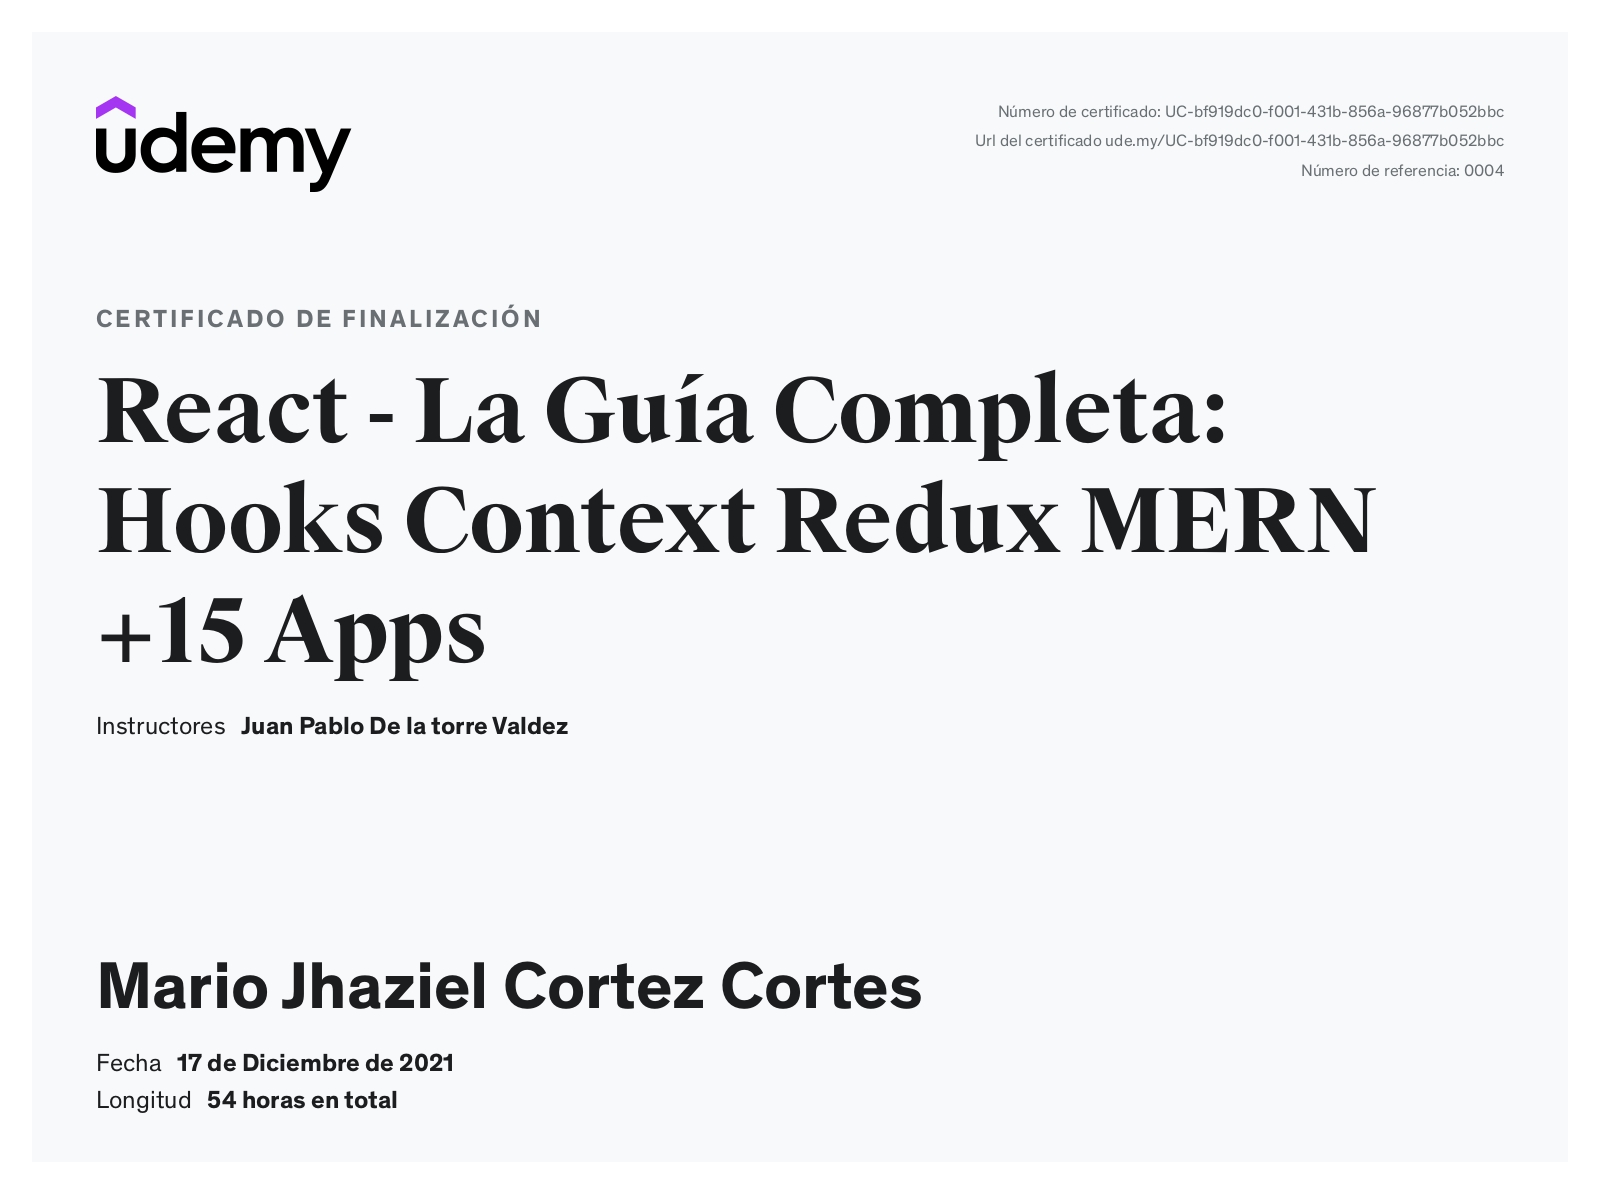 udemy
Número de certificado: UC-bf919dc0-f001-431b-856a-96877b052bbc
Url del certificado ude.my/UC-bf919dc0-f001-431b-856a-96877b052bbc
Número de referencia: 0004
CERTIFICADO DE FINALIZACIÓN
React - La Guía Completa:
Hooks Context Redux MERN
+15 Apps
Instructores Juan Pablo De la torre Valdez
Mario Jhaziel Cortez Cortes
Fecha 17 de Diciembre de 2021
Longitud 54 horas en total